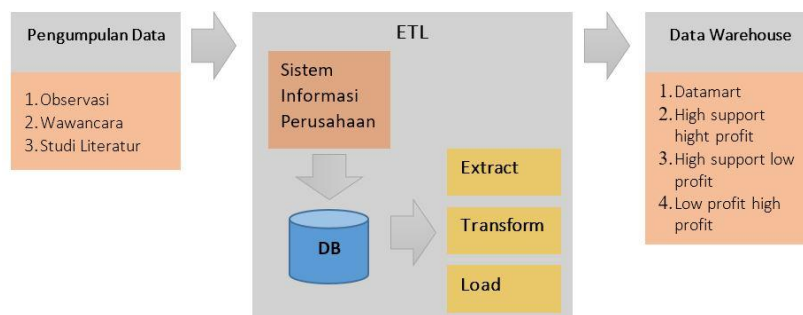 Pengumpulan Data
1. Observasi
2. Wawancara
3. Studi Literatur
ETL
Sistem
Informasi
Perusahaan
DB
Extract
Transform
Load
Data Warehouse
1. Datamart
2. High support
hight profit
3. High support low
profit
4. Low profit high
profit